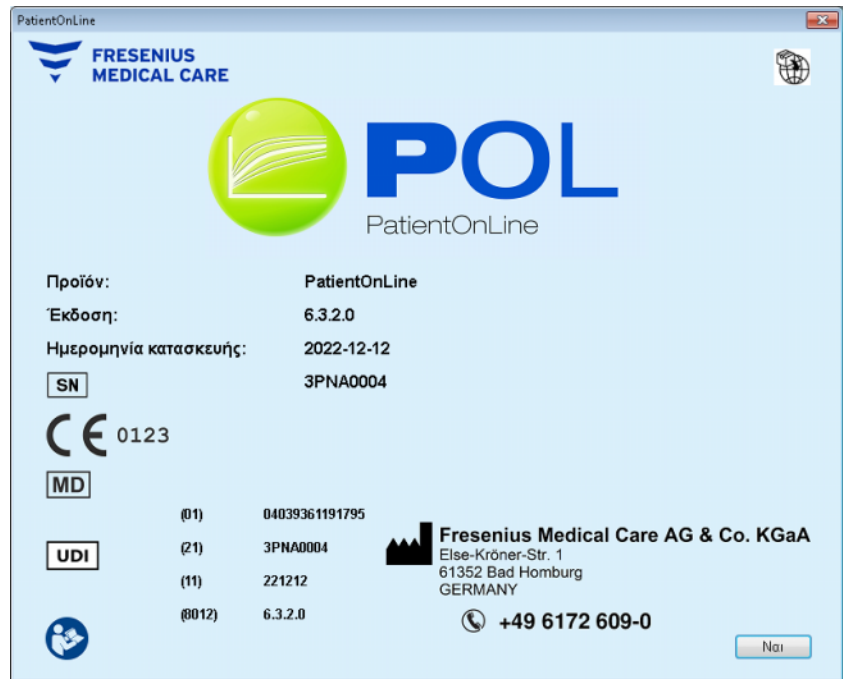 PatientOnLine
FRESENIUS
MEDICAL CARE
POL
PatientOnLine
Προϊόν: PatientOnLine
Έκδοση: 6.3.2.0
Ημερομηνία κατασκευής: 2022-12-12
SN 3PNA0004
CE 0123
MD
UDI
(01) 04039361191795
(21) 3PNA0004
(11) 221212
(8012) 6.3.2.0
Fresenius Medical Care AG & Co. KGaA
Else-Kröner-Str. 1
61352 Bad Homburg
GERMANY
+49 6172 609-0
Ναι